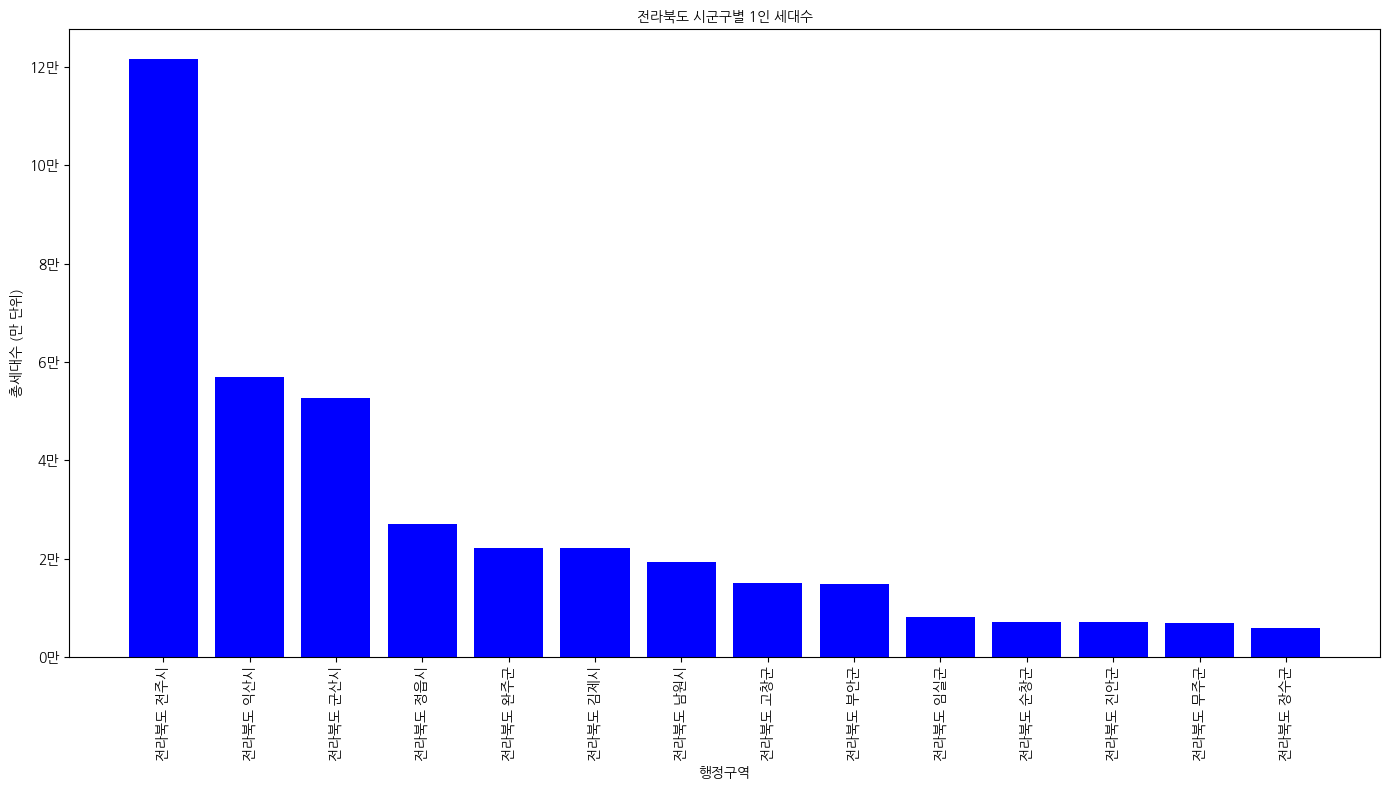 전라북도 시군구별 1인 세대수
총세대수 (만 단위)
12만
10만
8만
6만
4만
2만
0만
전라북도 전주시
전라북도 익산시
전라북도 군산시
전라북도 정읍시
전라북도 완주군
전라북도 김제시
전라북도 남원시
전라북도 고창군
전라북도 부안군
전라북도 임실군
전라북도 순창군
전라북도 진안군
전라북도 무주군
전라북도 장수군
행정구역